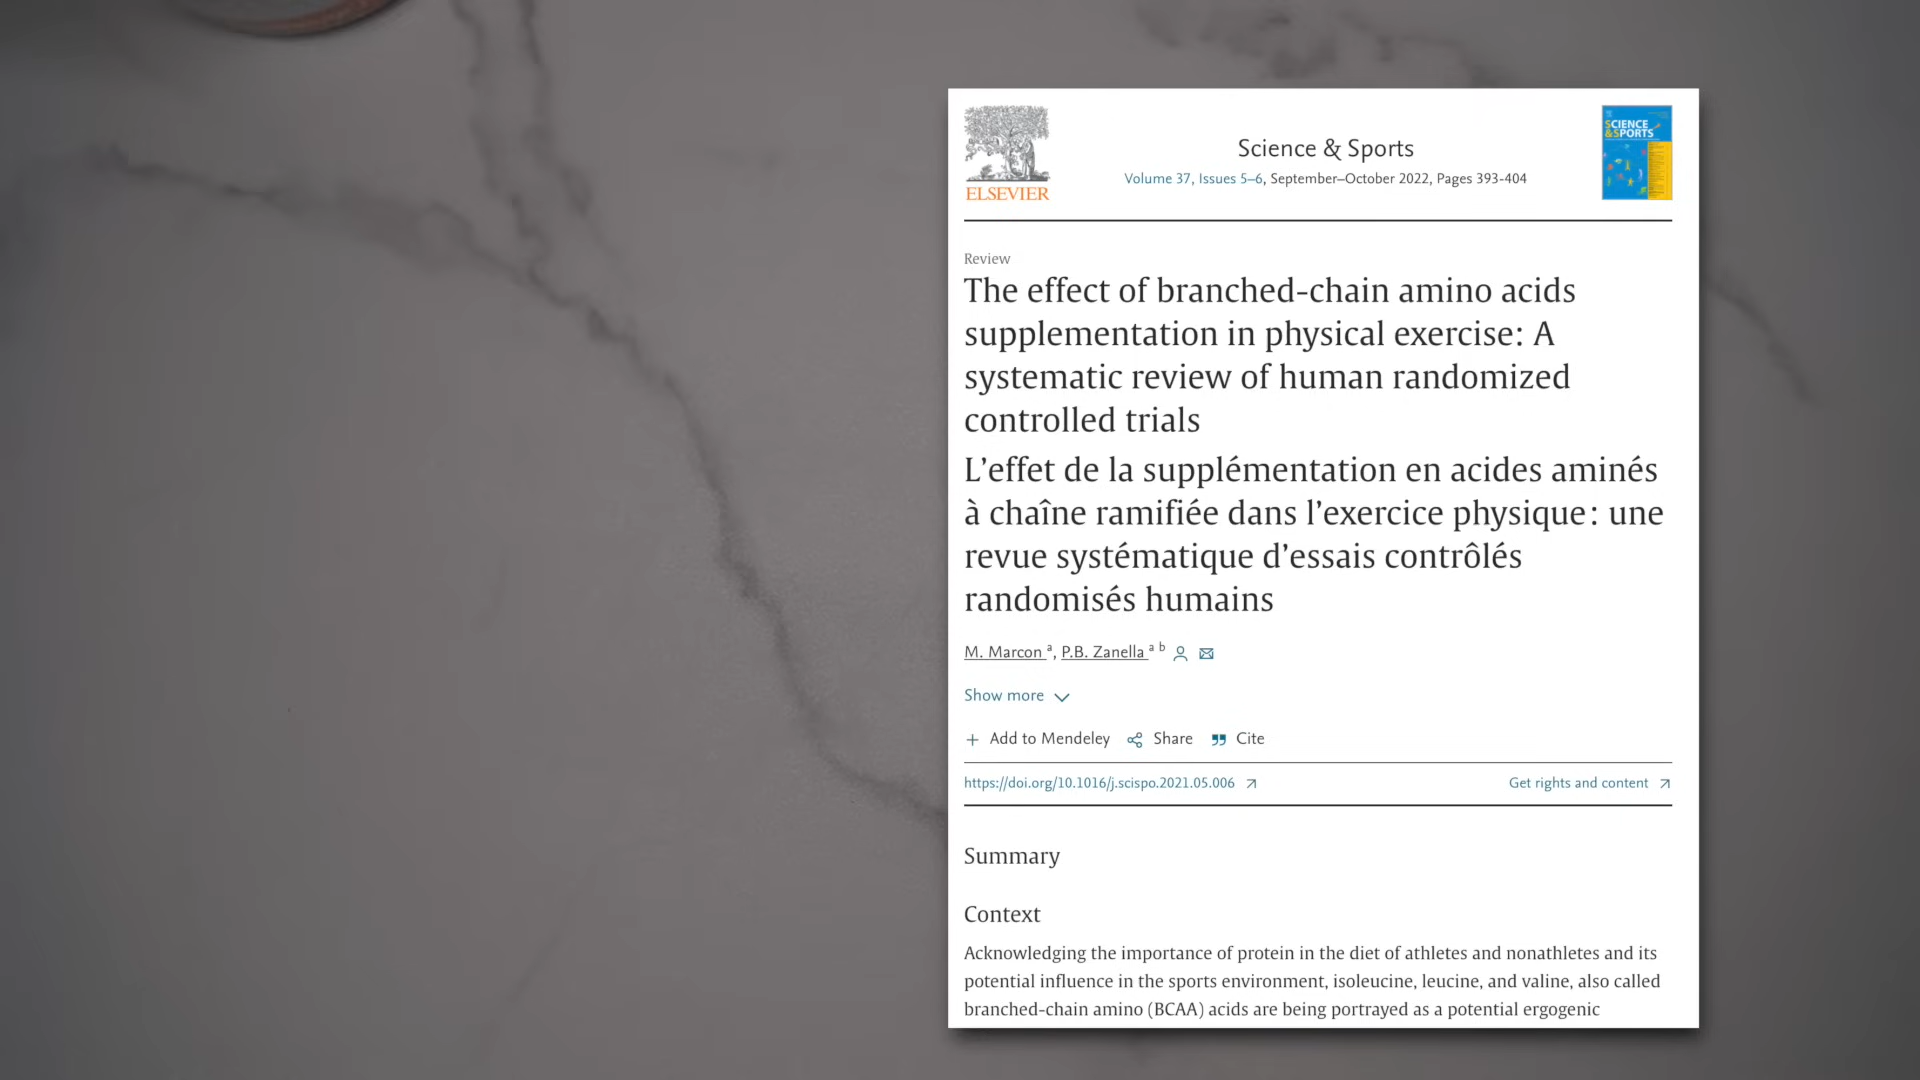 ELSEVIER
Science & Sports
Volume 37, Issues 5–6, September–October 2022, Pages 393-404
SCIENCE
&SPORTS
Review
The effect of branched-chain amino acids
supplementation in physical exercise: A
systematic review of human randomized
controlled trials
L’effet de la supplémentation en acides aminés
à chaîne ramifiée dans l’exercice physique : une
revue systématique d’essais contrôlés
randomisés humains
M. Marcon a, P.B. Zanella a b
Show more
Add to Mendeley Share Cite
https://doi.org/10.1016/j.scispo.2021.05.006 Get rights and content
Summary
Context
Acknowledging the importance of protein in the diet of athletes and nonathletes and its
potential influence in the sports environment, isoleucine, leucine, and valine, also called
branched-chain amino (BCAA) acids are being portrayed as a potential ergogenic